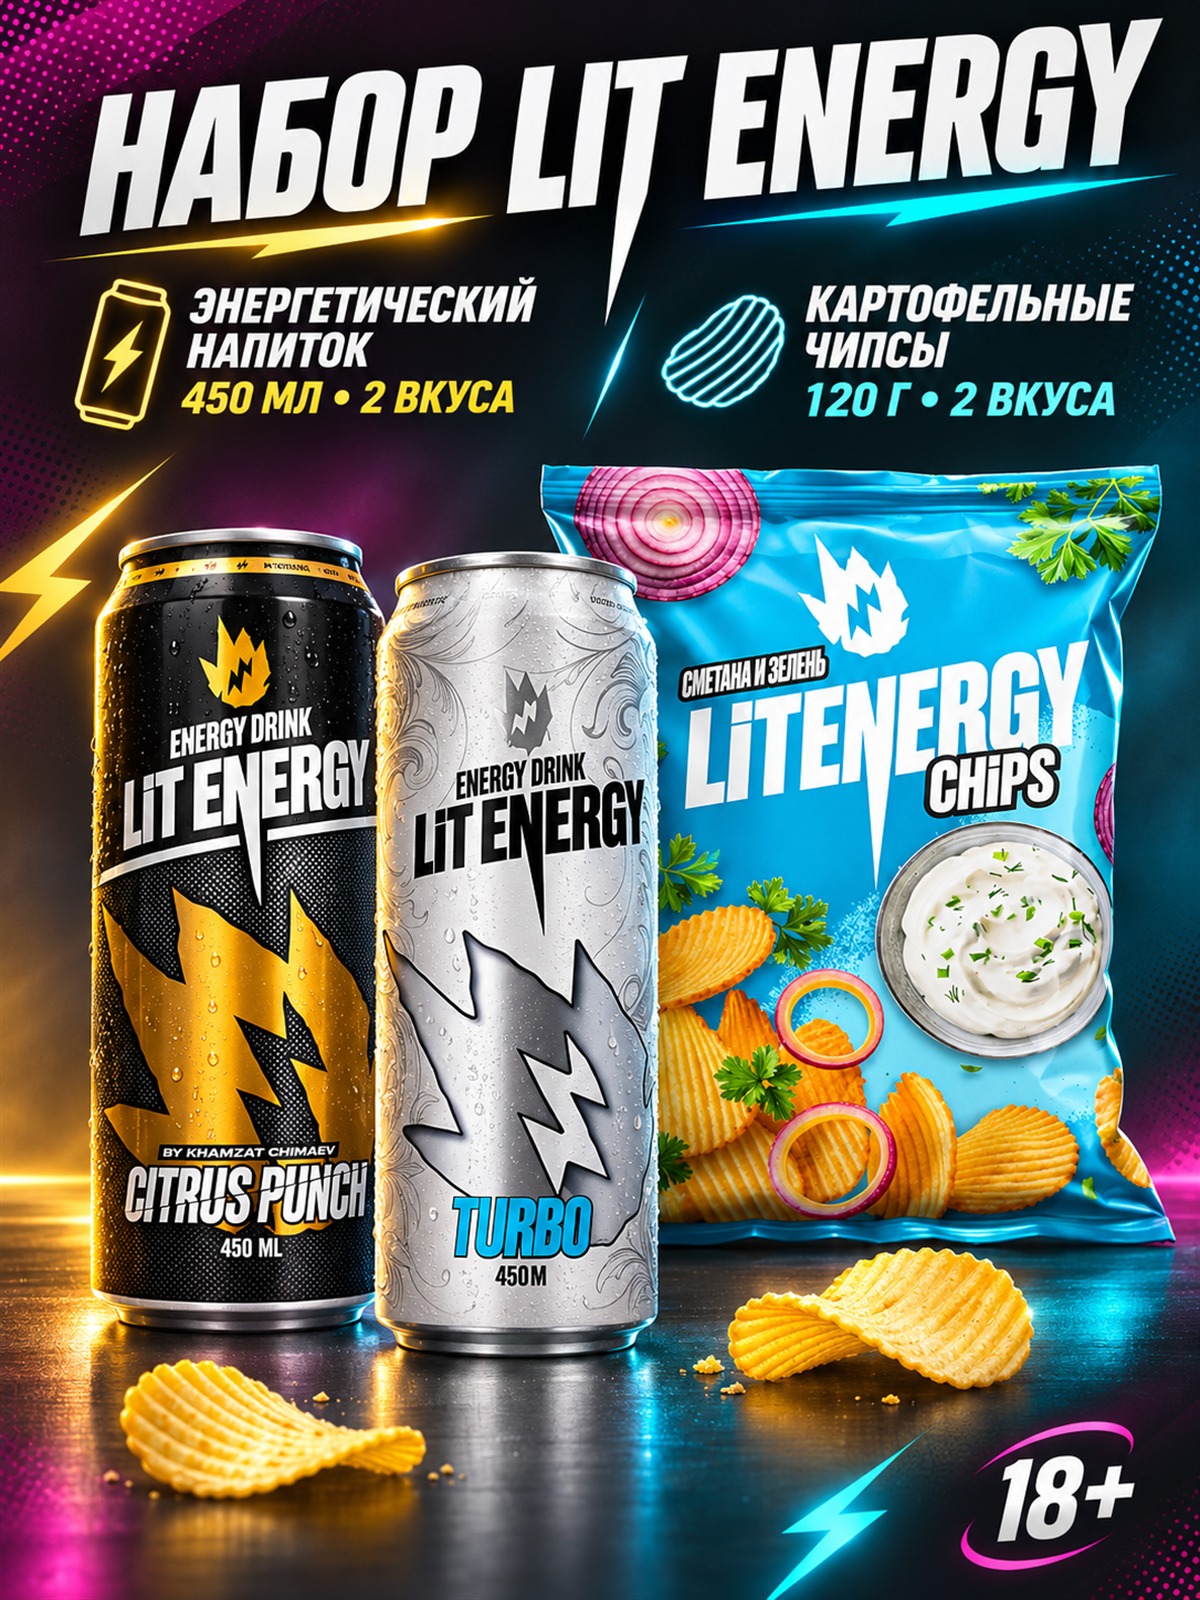 НАБОР LIT ENERGY
ЭНЕРГЕТИЧЕСКИЙ
НАПИТОК
450 МЛ • 2 ВКУСА
КАРТОФЕЛЬНЫЕ
ЧИПСЫ
120 Г • 2 ВКУСА
ENERGY DRINK
LiT ENERGY
BY KHAMZAT CHIMAEV
CITRUS PUNCH
450 ML
ENERGY DRINK
LiT ENERGY
TURBO
450M
СМЕТАНА И ЗЕЛЕНЬ
LiTENERGY
CHiPS
18+